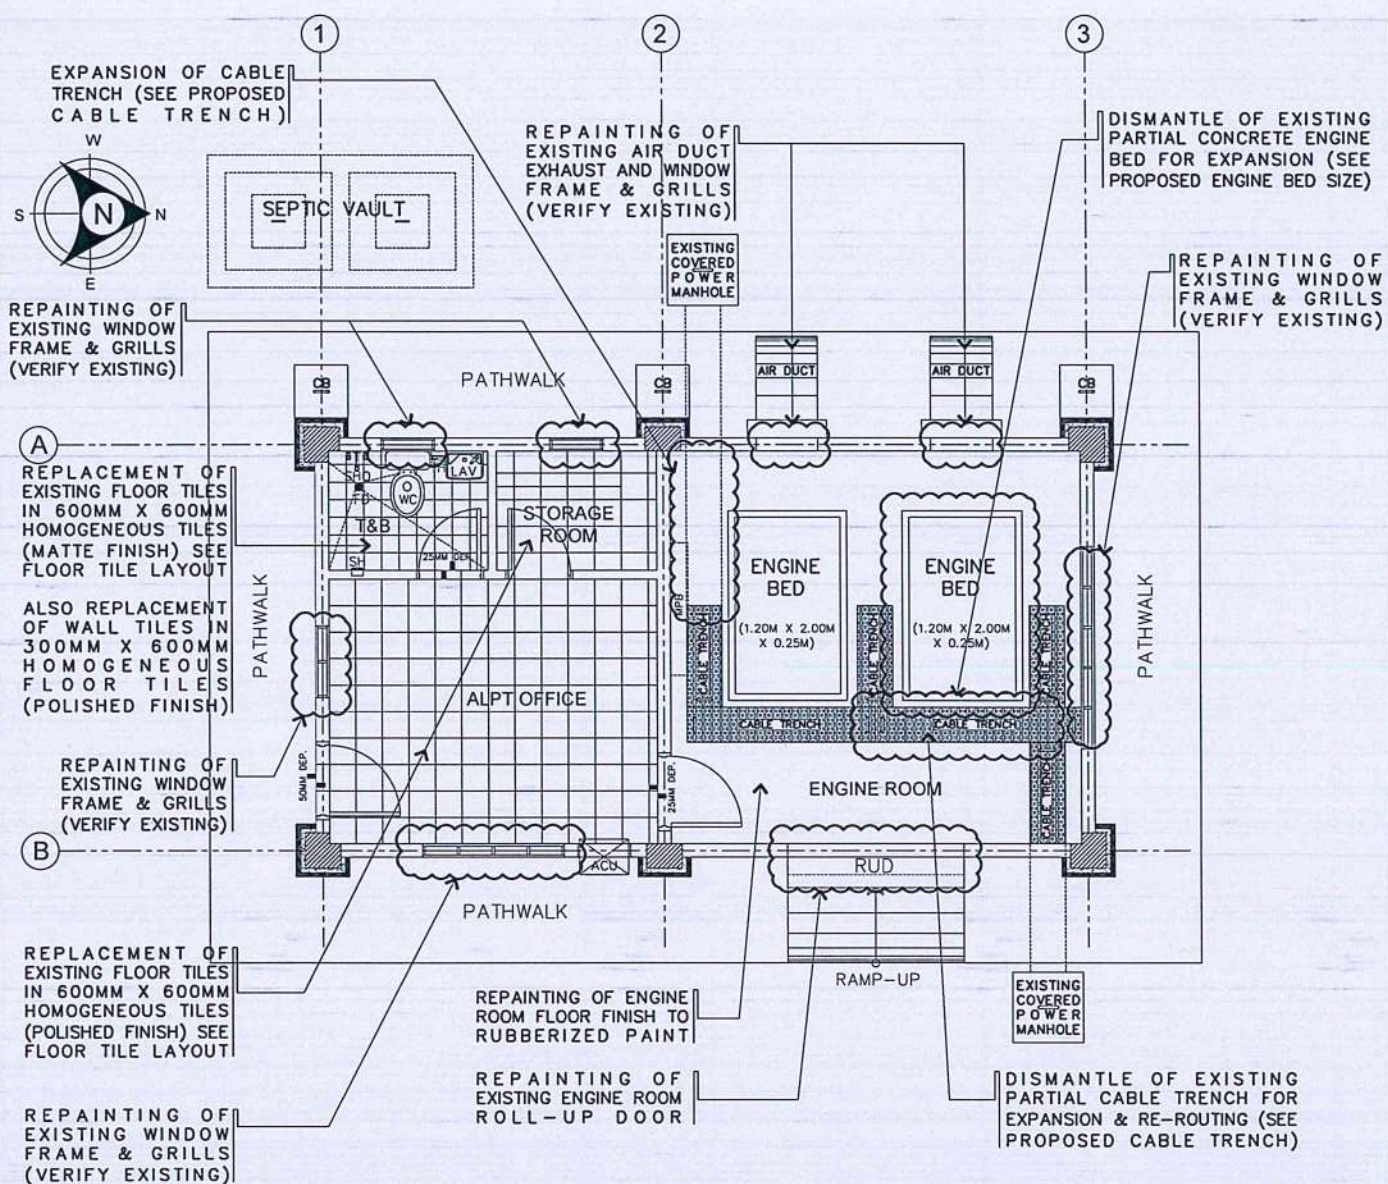 1
2
3
EXPANSION OF CABLE
TRENCH (SEE PROPOSED
CABLE TRENCH)
W
S
N
N
E
SEPTIC VAULT
REPAINTING OF
EXISTING AIR DUCT
EXHAUST AND WINDOW
FRAME & GRILLS
(VERIFY EXISTING)
DISMANTLE OF EXISTING
PARTIAL CONCRETE ENGINE
BED FOR EXPANSION (SEE
PROPOSED ENGINE BED SIZE)
EXISTING
COVERED
POWER
MANHOLE
REPAINTING OF
EXISTING WINDOW
FRAME & GRILLS
(VERIFY EXISTING)
REPAINTING OF
EXISTING WINDOW
FRAME & GRILLS
(VERIFY EXISTING)
PATHWALK
CB
CB
CB
AIR DUCT
AIR DUCT
A
REPLACEMENT OF
EXISTING FLOOR TILES
IN 600MM X 600MM
HOMOGENEOUS TILES
(MATTE FINISH) SEE
FLOOR TILE LAYOUT
ALSO REPLACEMENT
OF WALL TILES IN
300MM X 600MM
HOMOGENEOUS
FLOOR TILES
(POLISHED FINISH)
PATHWALK
SHO
FD
WC
LAV
T&B
SH
25MM DEP.
STORAGE
ROOM
MPB
ENGINE
BED
(1.20M X 2.00M
X 0.25M)
ENGINE
BED
(1.20M X 2.00M
X 0.25M)
CABLE TRENCH
CABLE TRENCH
CABLE TRENCH
CABLE TRENCH
CABLE TRENCH
CABLE TRENCH
PATHWALK
ALPT OFFICE
REPAINTING OF
EXISTING WINDOW
FRAME & GRILLS
(VERIFY EXISTING)
50MM DEP.
25MM DEP.
ENGINE ROOM
B
ACU
RUD
PATHWALK
RAMP-UP
REPLACEMENT OF
EXISTING FLOOR TILES
IN 600MM X 600MM
HOMOGENEOUS TILES
(POLISHED FINISH) SEE
FLOOR TILE LAYOUT
REPAINTING OF ENGINE
ROOM FLOOR FINISH TO
RUBBERIZED PAINT
EXISTING
COVERED
POWER
MANHOLE
REPAINTING OF
EXISTING ENGINE ROOM
ROLL-UP DOOR
DISMANTLE OF EXISTING
PARTIAL CABLE TRENCH FOR
EXPANSION & RE-ROUTING (SEE
PROPOSED CABLE TRENCH)
REPAINTING OF
EXISTING WINDOW
FRAME & GRILLS
(VERIFY EXISTING)